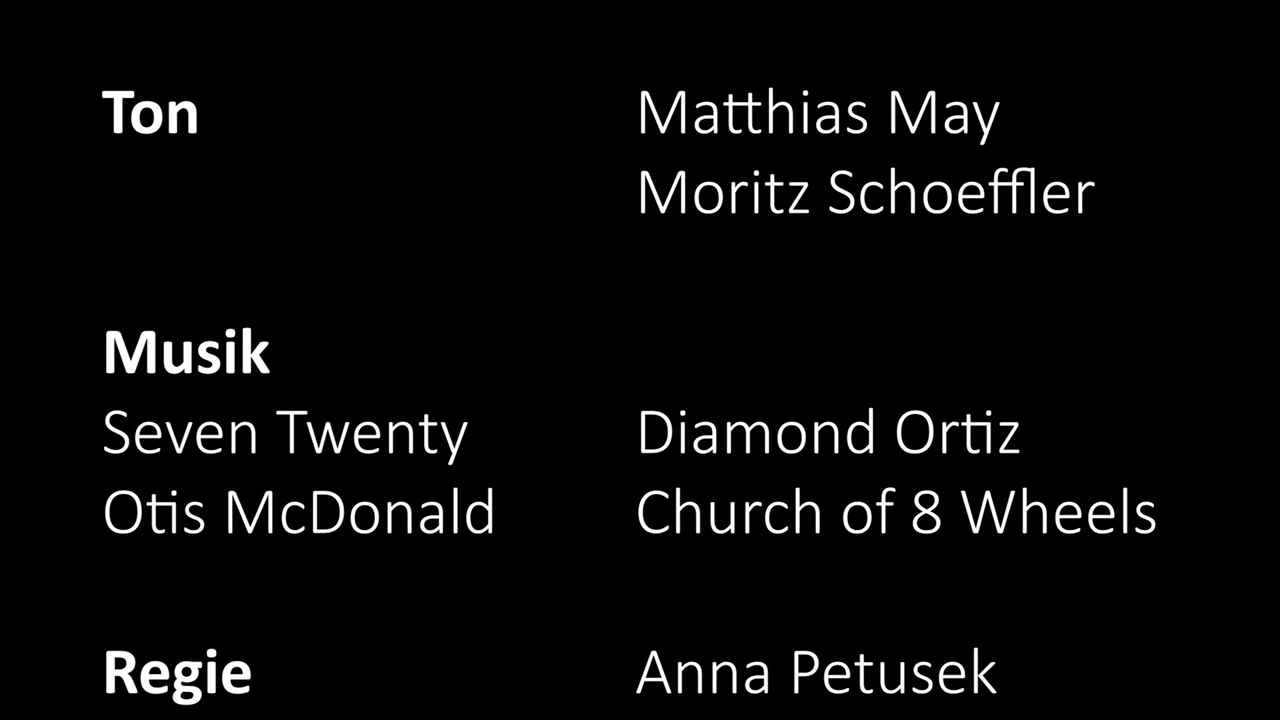 Ton Matthias May
Moritz Schoeffler
Musik
Seven Twenty Diamond Ortiz
Otis McDonald Church of 8 Wheels
Regie Anna Petusek